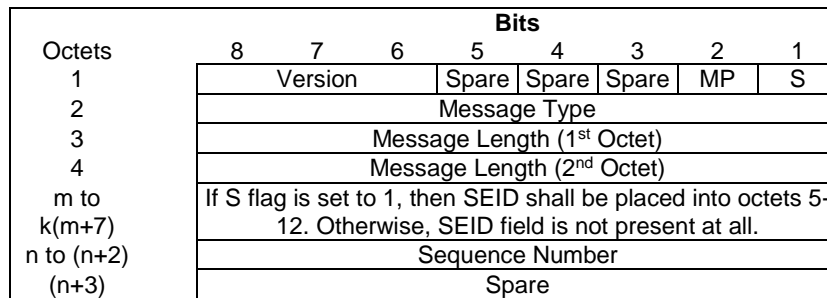 Bits
Octets 8 7 6 5 4 3 2 1
1 Version Spare Spare Spare MP S
2 Message Type
3 Message Length (1st Octet)
4 Message Length (2nd Octet)
m to If S flag is set to 1, then SEID shall be placed into octets 5-
k(m+7) 12. Otherwise, SEID field is not present at all.
n to (n+2) Sequence Number
(n+3) Spare